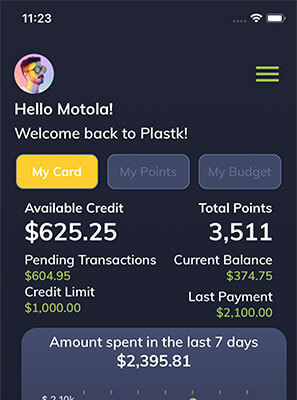 11:23
Hello Motola!
Welcome back to Plastk!
My Card My Points My Budget
Available Credit Total Points
$625.25 3,511
Pending Transactions Current Balance
$604.95 $374.75
Credit Limit Last Payment
$1,000.00 $2,100.00
Amount spent in the last 7 days
$2,395.81
$ 2.10k